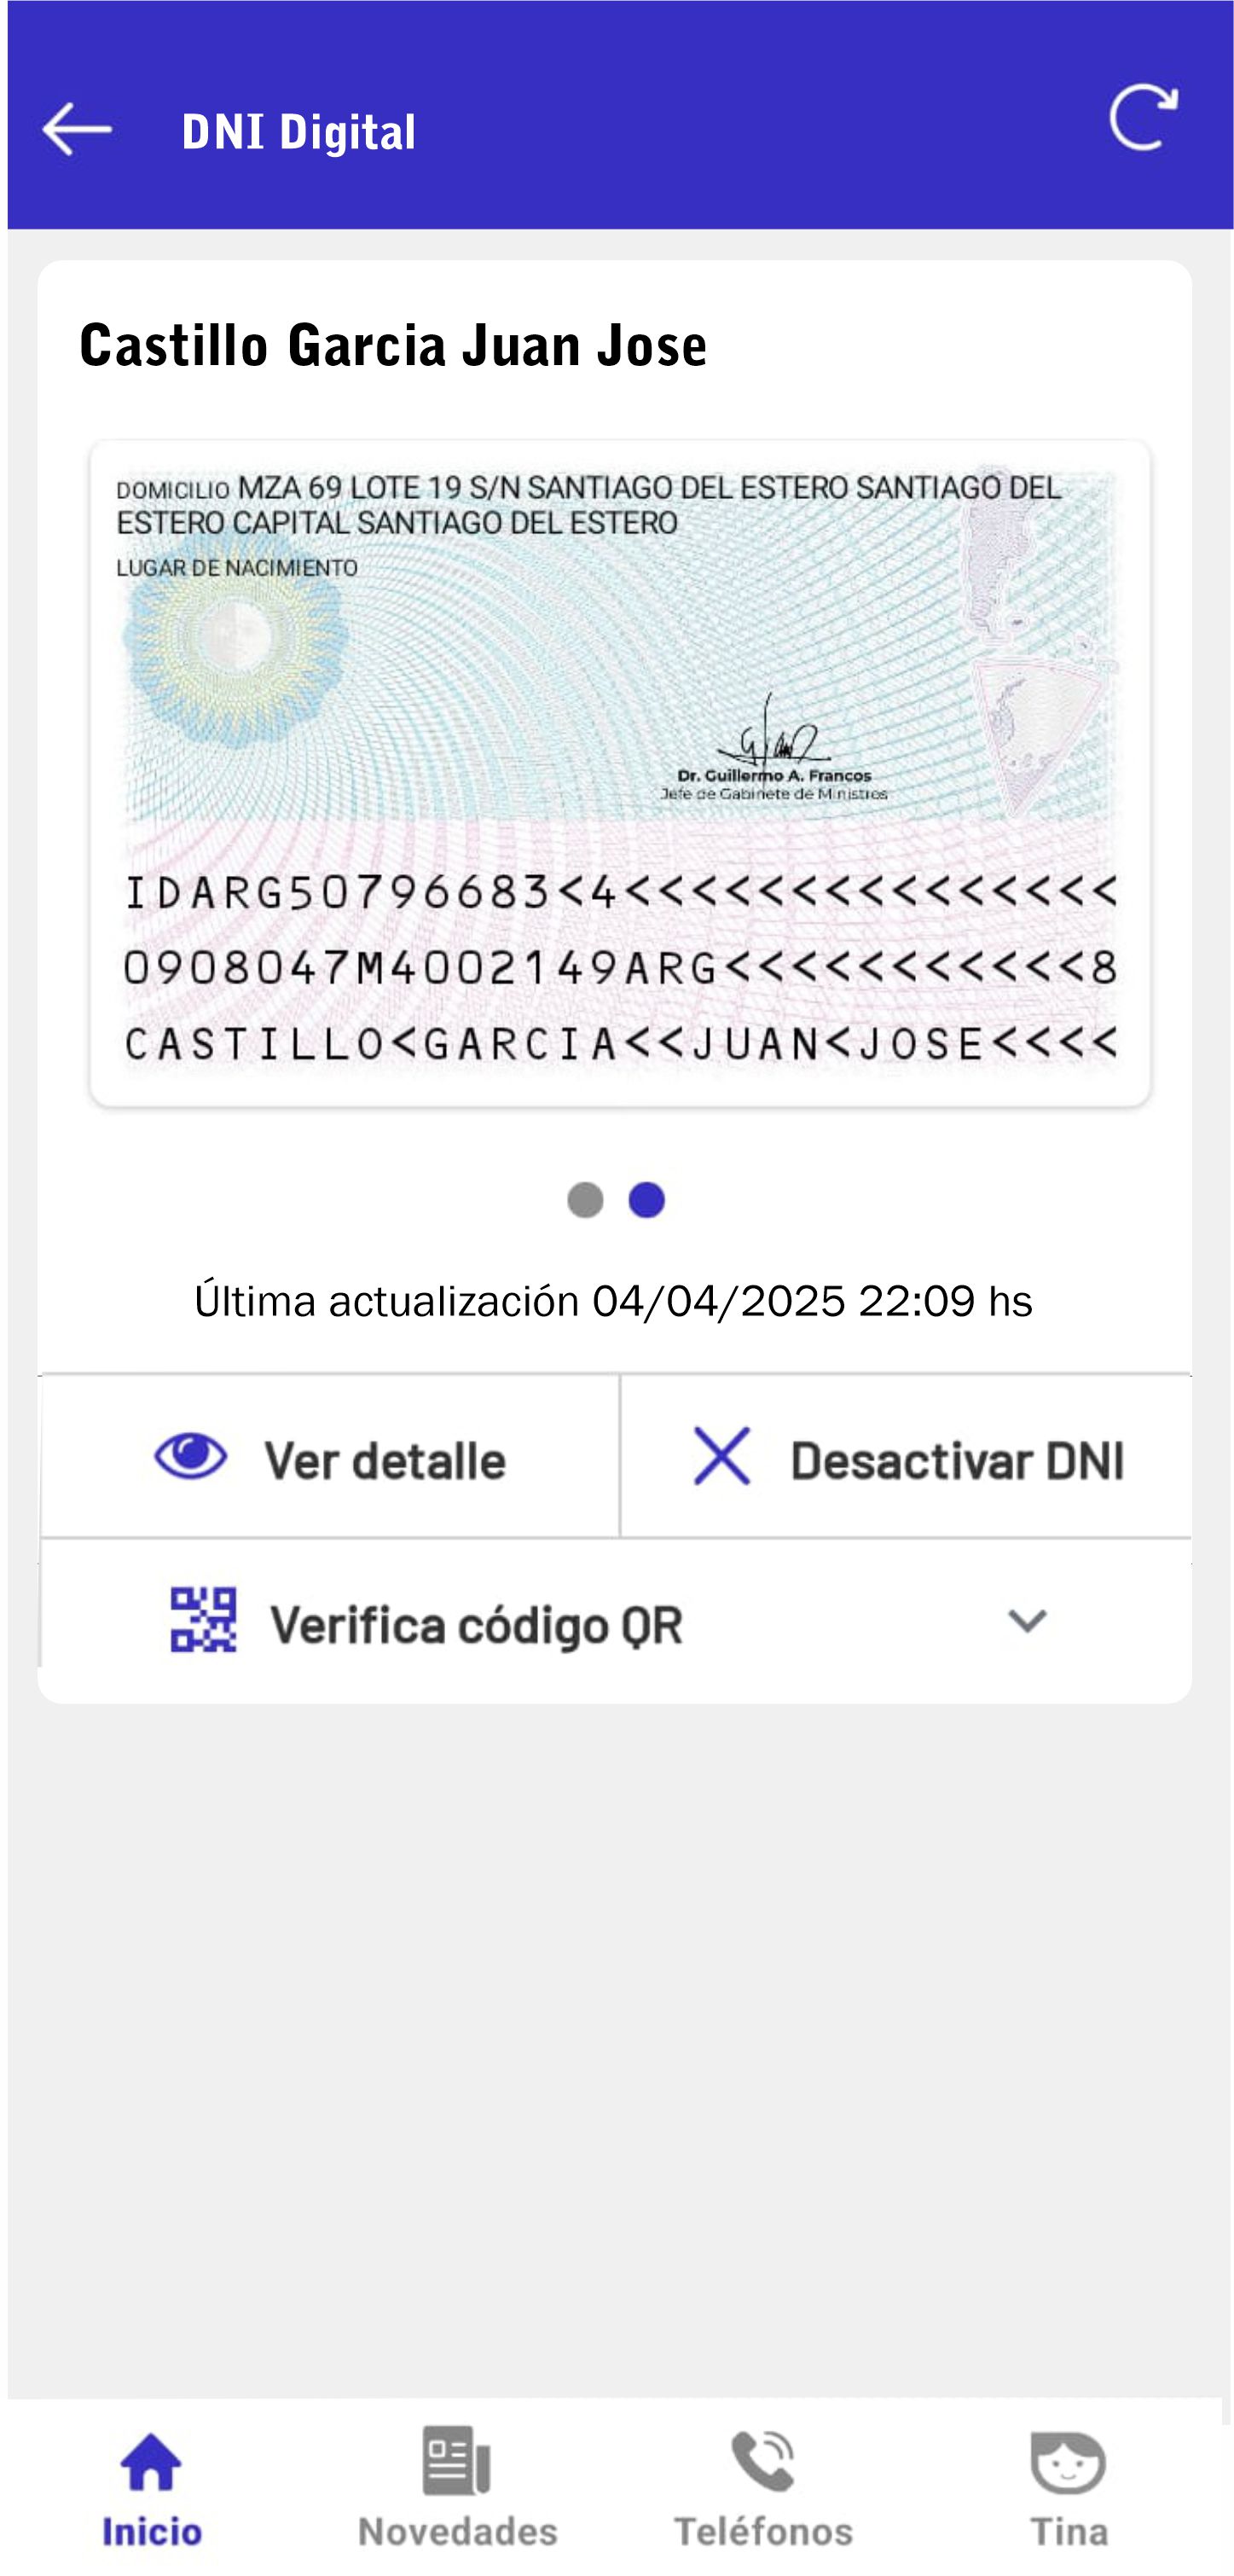 DNI Digital
Castillo Garcia Juan Jose
DOMICILIO MZA 69 LOTE 19 S/N SANTIAGO DEL ESTERO SANTIAGO DEL
ESTERO CAPITAL SANTIAGO DEL ESTERO
LUGAR DE NACIMIENTO
Dr. Guillermo A. Francos
Jefe de Gabinete de Ministros
IDARG50796683<4<<<<<<<<<<<<<<<
0908047M4002149ARG<<<<<<<<<<<8
CASTILLO<GARCIA<<JUAN<JOSE<<<<
Última actualización 04/04/2025 22:09 hs
Ver detalle
Desactivar DNI
Verifica código QR
Inicio
Novedades
Teléfonos
Tina